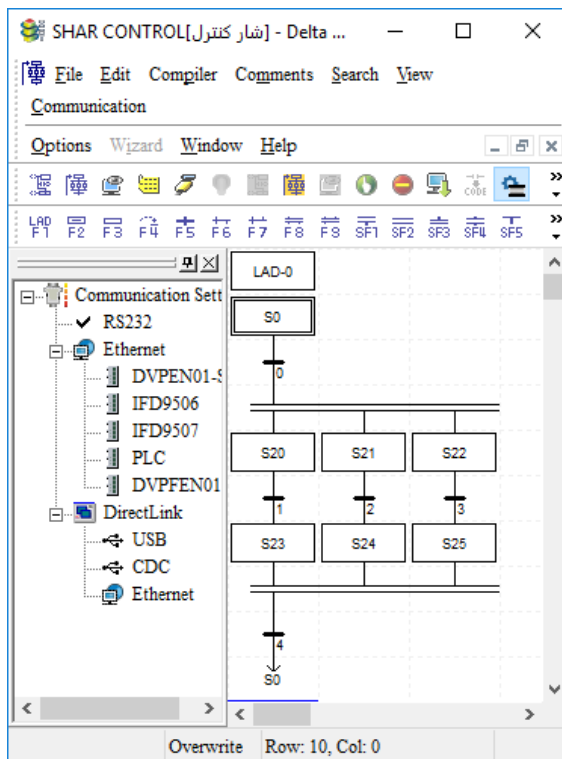 SHAR CONTROL[شار کنترل] - Delta ...
File Edit Compiler Comments Search View
Communication
Options Wizard Window Help
CODE
LAD F1 F2 F3 F4 F5 F6 F7 F8 F9 SF1 SF2 SF3 SF4 SF5
Communication Sett
RS232
Ethernet
DVPEN01-S
IFD9506
IFD9507
PLC
DVPFEN01
DirectLink
USB
CDC
Ethernet
LAD-0
S0
0
S20 S21 S22
1 2 3
S23 S24 S25
4
S0
Overwrite Row: 10, Col: 0